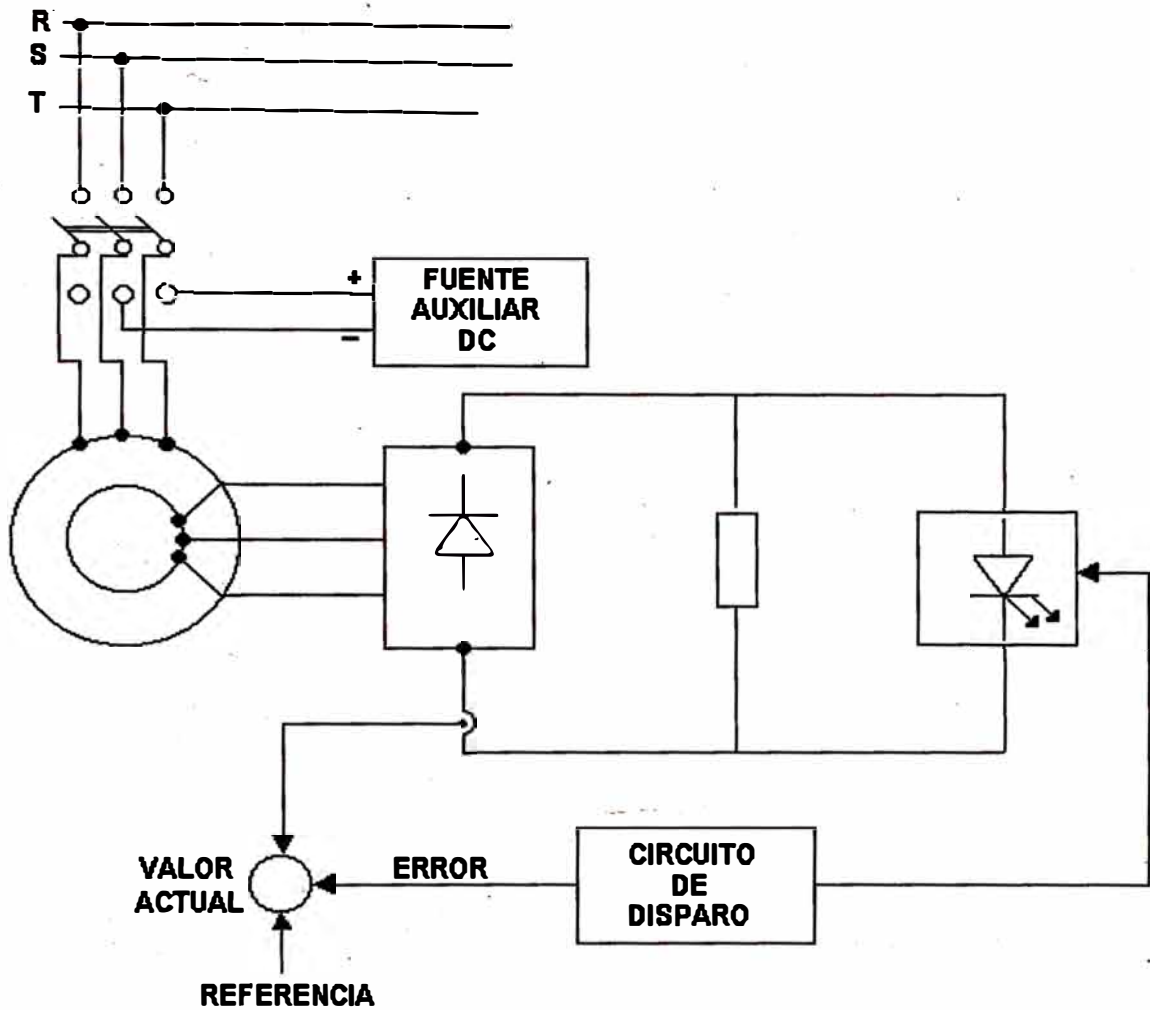 R
S
T
+
−
FUENTE
AUXILIAR
DC
VALOR
ACTUAL
ERROR
CIRCUITO
DE
DISPARO
REFERENCIA